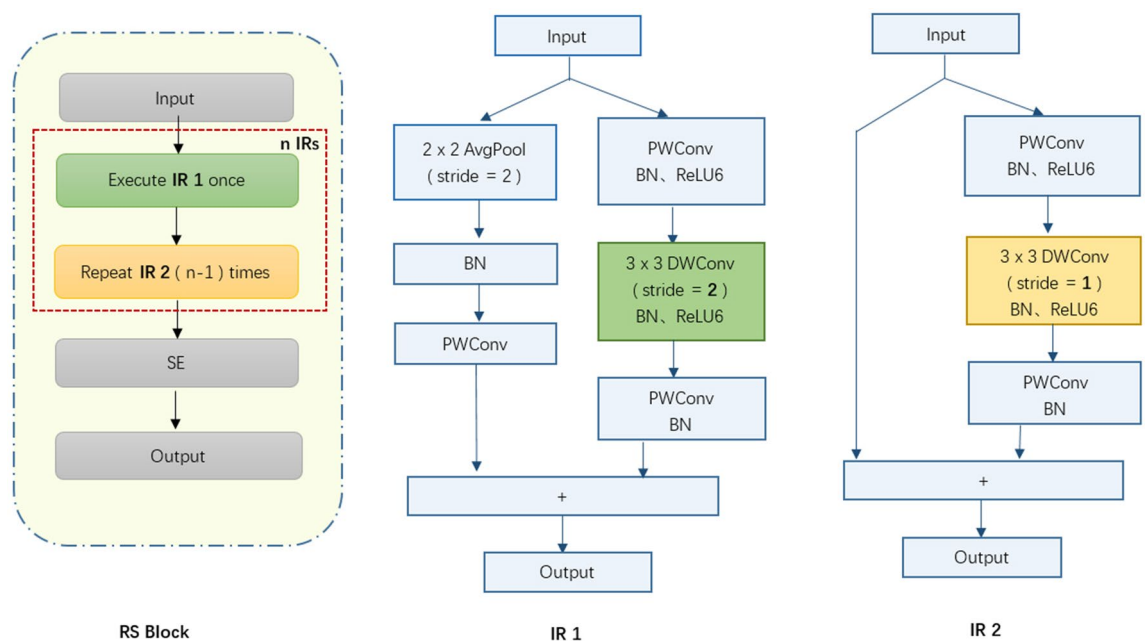 Input
n IRs
Execute IR 1 once
Repeat IR 2 ( n-1 ) times
SE
Output
RS Block
Input
2 x 2 AvgPool
( stride = 2 )
BN
PWConv
PWConv
BN、ReLU6
3 x 3 DWConv
( stride = 2 )
BN、ReLU6
PWConv
BN
+
Output
IR 1
Input
PWConv
BN、ReLU6
3 x 3 DWConv
( stride = 1 )
BN、ReLU6
PWConv
BN
+
Output
IR 2